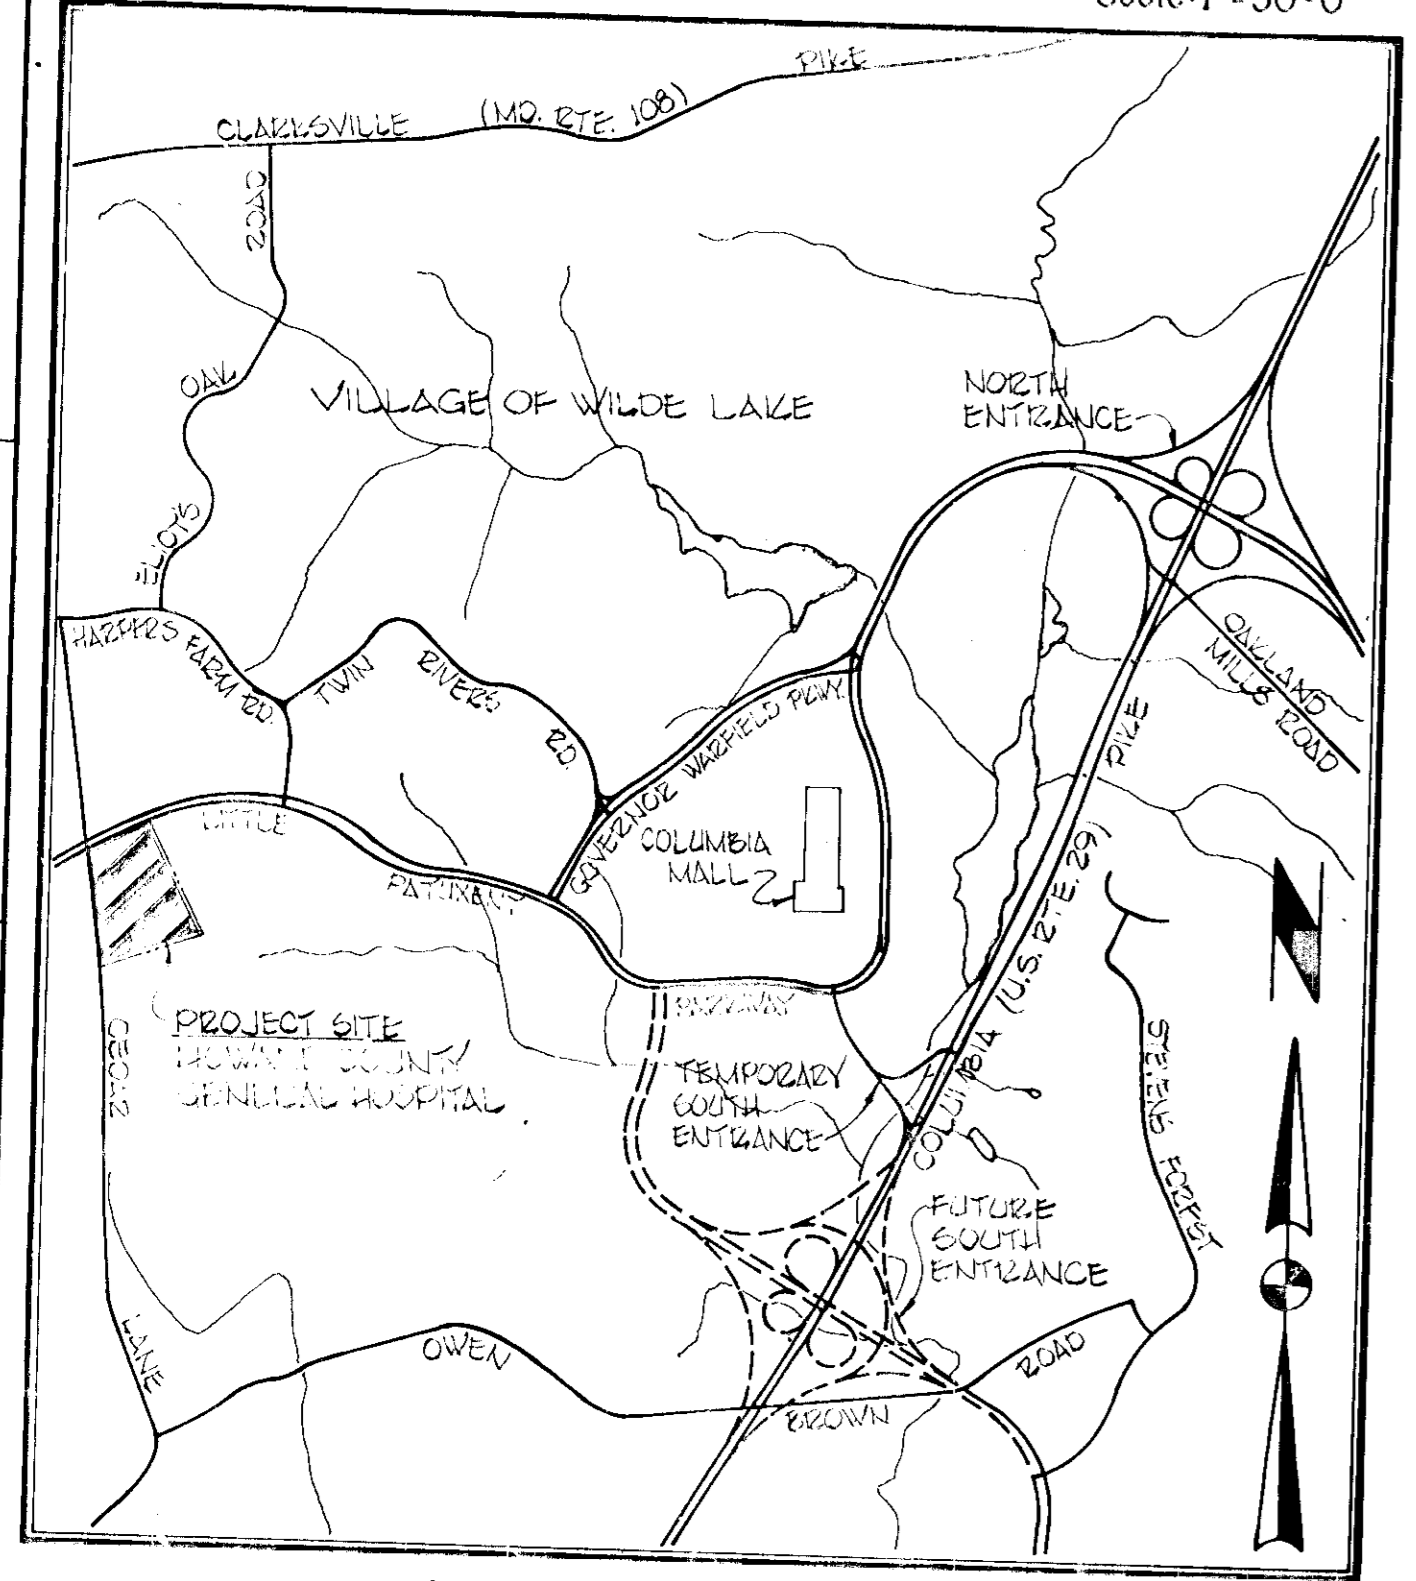 PIKE
CLARKSVILLE (MD. RTE. 108)
ROAD
OAK
ELIOTS
VILLAGE OF WILDE LAKE
NORTH
ENTRANCE
HARPERS FARM RD.
TWIN RIVERS RD.
OAKLAND
MILLS ROAD
GOVERNOR WARFIELD PKWY.
PIKE
COLUMBIA (U.S. RTE. 29)
LITTLE
PATUXENT
PARKWAY
COLUMBIA
MALL
N
PROJECT SITE
HOWARD COUNTY
GENERAL HOSPITAL
CEDAR
LANE
TEMPORARY
SOUTH
ENTRANCE
FUTURE
SOUTH
ENTRANCE
FOREST
OWEN
BROWN
ROAD